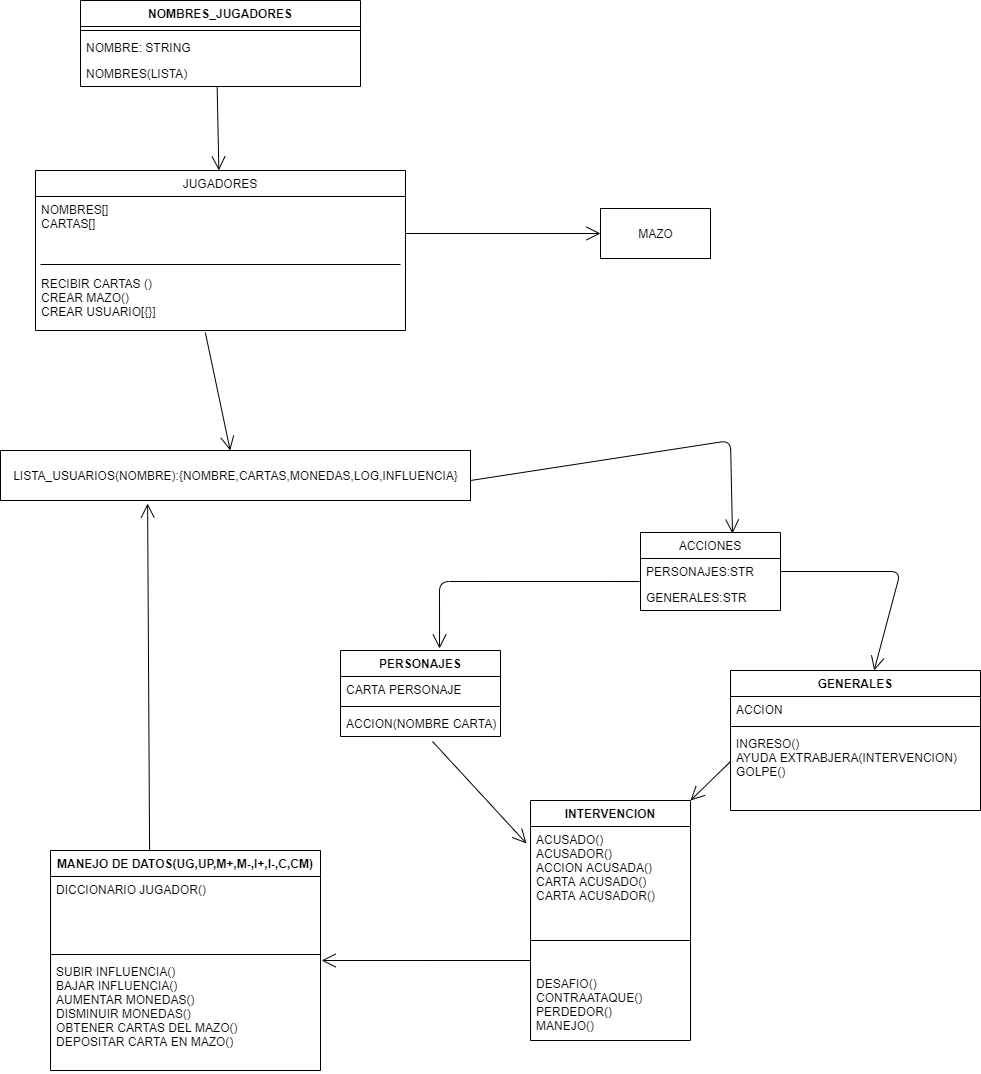 NOMBRES_JUGADORES
NOMBRE: STRING
NOMBRES(LISTA)
JUGADORES
NOMBRES[]
CARTAS[]
RECIBIR CARTAS ()
CREAR MAZO()
CREAR USUARIO[{}]
MAZO
LISTA_USUARIOS(NOMBRE):{NOMBRE,CARTAS,MONEDAS,LOG,INFLUENCIA}
ACCIONES
PERSONAJES:STR
GENERALES:STR
PERSONAJES
CARTA PERSONAJE
ACCION(NOMBRE CARTA)
GENERALES
ACCION
INGRESO()
AYUDA EXTRABJERA(INTERVENCION)
GOLPE()
INTERVENCION
ACUSADO()
ACUSADOR()
ACCION ACUSADA()
CARTA ACUSADO()
CARTA ACUSADOR()
DESAFIO()
CONTRAATAQUE()
PERDEDOR()
MANEJO()
MANEJO DE DATOS(UG,UP,M+,M-,I+,I-,C,CM)
DICCIONARIO JUGADOR()
SUBIR INFLUENCIA()
BAJAR INFLUENCIA()
AUMENTAR MONEDAS()
DISMINUIR MONEDAS()
OBTENER CARTAS DEL MAZO()
DEPOSITAR CARTA EN MAZO()